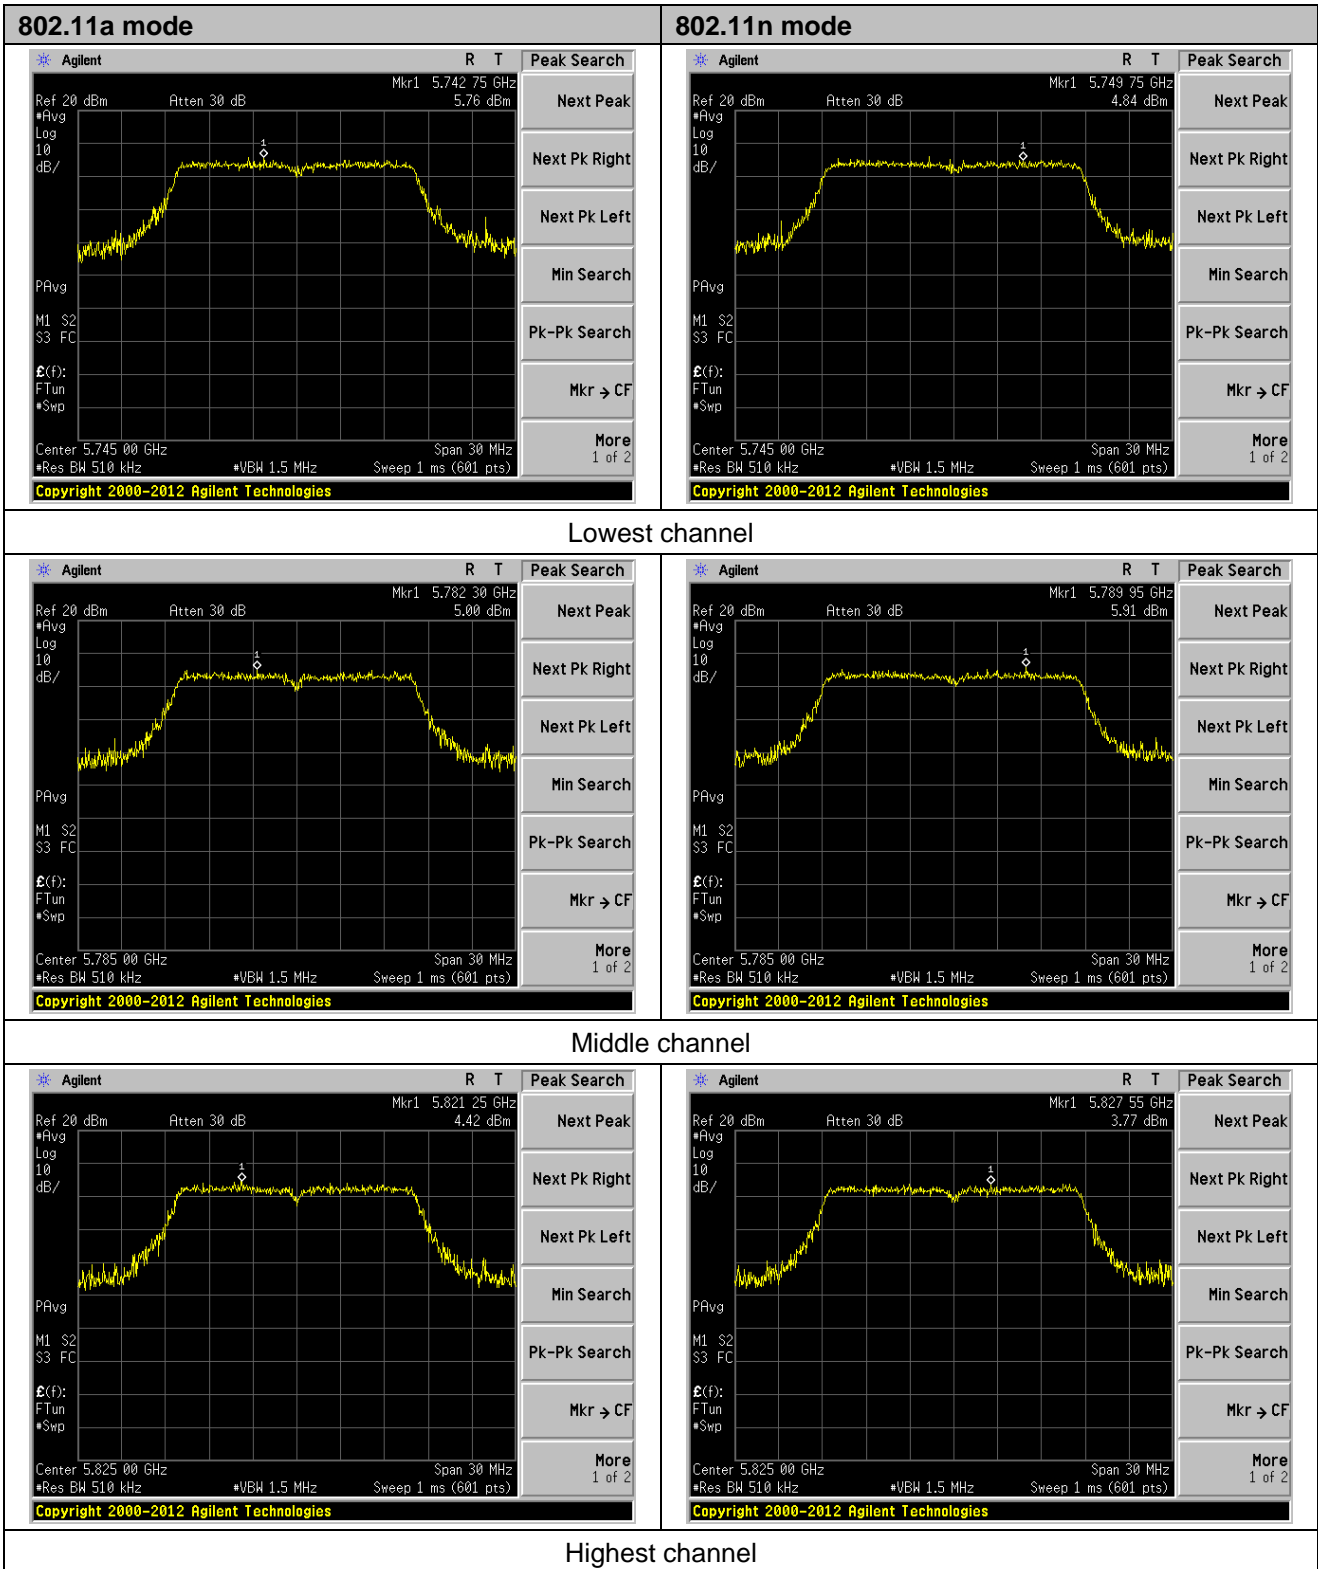 802.11a mode
802.11n mode
Agilent R T Peak Search
Mkr1 5.742 75 GHz
Ref 20 dBm Atten 30 dB 5.76 dBm
#Avg
Log
10
dB/
1
PAvg
M1 S2
S3 FC
£(f):
FTun
#Swp
Center 5.745 00 GHz Span 30 MHz
#Res BW 510 kHz #VBW 1.5 MHz Sweep 1 ms (601 pts)
Copyright 2000-2012 Agilent Technologies
Next Peak
Next Pk Right
Next Pk Left
Min Search
Pk-Pk Search
Mkr → CF
More
1 of 2
Agilent R T Peak Search
Mkr1 5.749 75 GHz
Ref 20 dBm Atten 30 dB 4.84 dBm
#Avg
Log
10
dB/
1
PAvg
M1 S2
S3 FC
£(f):
FTun
#Swp
Center 5.745 00 GHz Span 30 MHz
#Res BW 510 kHz #VBW 1.5 MHz Sweep 1 ms (601 pts)
Copyright 2000-2012 Agilent Technologies
Next Peak
Next Pk Right
Next Pk Left
Min Search
Pk-Pk Search
Mkr → CF
More
1 of 2
Lowest channel
Agilent R T Peak Search
Mkr1 5.782 30 GHz
Ref 20 dBm Atten 30 dB 5.00 dBm
#Avg
Log
10
dB/
1
PAvg
M1 S2
S3 FC
£(f):
FTun
#Swp
Center 5.785 00 GHz Span 30 MHz
#Res BW 510 kHz #VBW 1.5 MHz Sweep 1 ms (601 pts)
Copyright 2000-2012 Agilent Technologies
Next Peak
Next Pk Right
Next Pk Left
Min Search
Pk-Pk Search
Mkr → CF
More
1 of 2
Agilent R T Peak Search
Mkr1 5.789 95 GHz
Ref 20 dBm Atten 30 dB 5.91 dBm
#Avg
Log
10
dB/
1
PAvg
M1 S2
S3 FC
£(f):
FTun
#Swp
Center 5.785 00 GHz Span 30 MHz
#Res BW 510 kHz #VBW 1.5 MHz Sweep 1 ms (601 pts)
Copyright 2000-2012 Agilent Technologies
Next Peak
Next Pk Right
Next Pk Left
Min Search
Pk-Pk Search
Mkr → CF
More
1 of 2
Middle channel
Agilent R T Peak Search
Mkr1 5.821 25 GHz
Ref 20 dBm Atten 30 dB 4.42 dBm
#Avg
Log
10
dB/
1
PAvg
M1 S2
S3 FC
£(f):
FTun
#Swp
Center 5.825 00 GHz Span 30 MHz
#Res BW 510 kHz #VBW 1.5 MHz Sweep 1 ms (601 pts)
Copyright 2000-2012 Agilent Technologies
Next Peak
Next Pk Right
Next Pk Left
Min Search
Pk-Pk Search
Mkr → CF
More
1 of 2
Agilent R T Peak Search
Mkr1 5.827 55 GHz
Ref 20 dBm Atten 30 dB 3.77 dBm
#Avg
Log
10
dB/
1
PAvg
M1 S2
S3 FC
£(f):
FTun
#Swp
Center 5.825 00 GHz Span 30 MHz
#Res BW 510 kHz #VBW 1.5 MHz Sweep 1 ms (601 pts)
Copyright 2000-2012 Agilent Technologies
Next Peak
Next Pk Right
Next Pk Left
Min Search
Pk-Pk Search
Mkr → CF
More
1 of 2
Highest channel